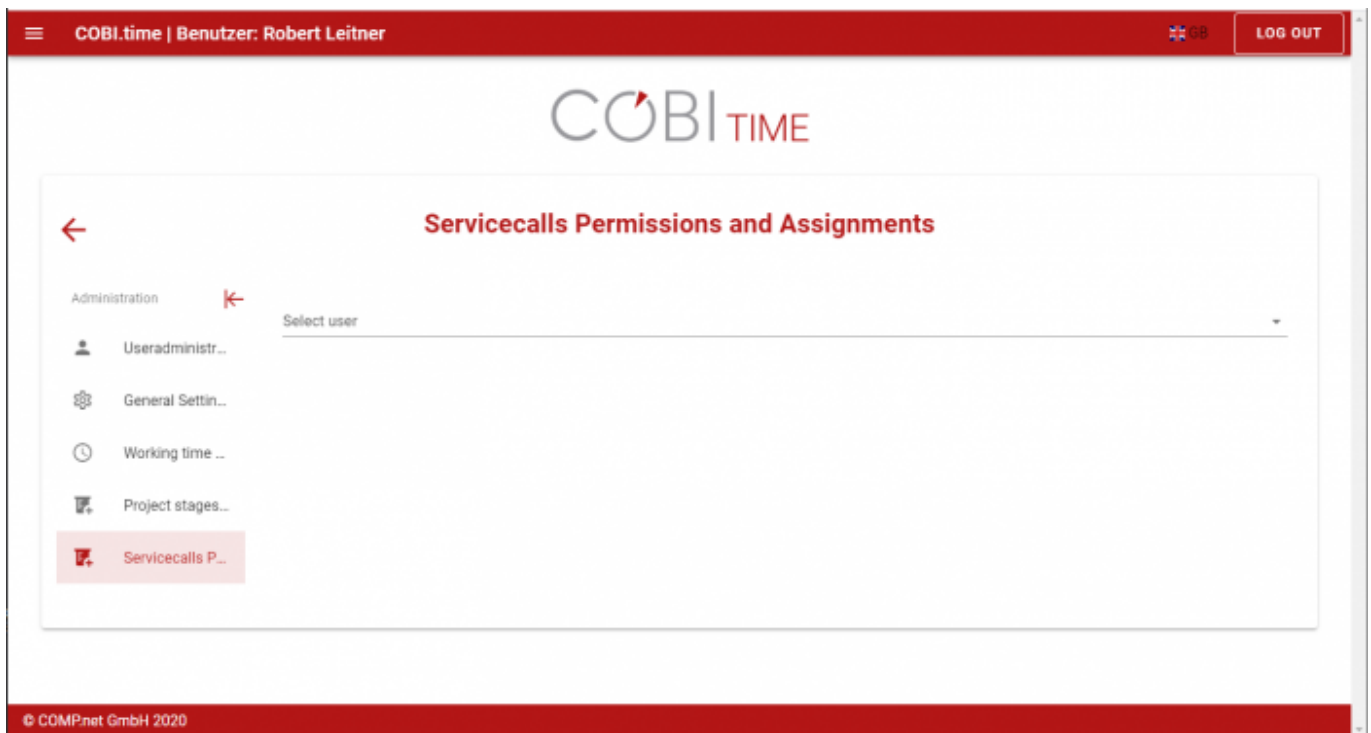 COBI.time | Benutzer: Robert Leitner
GB
LOG OUT
COBI TIME
Servicecalls Permissions and Assignments
Administration
Select user
Useradministr...
General Settin...
Working time ...
Project stages...
Servicecalls P...
© COMP.net GmbH 2020